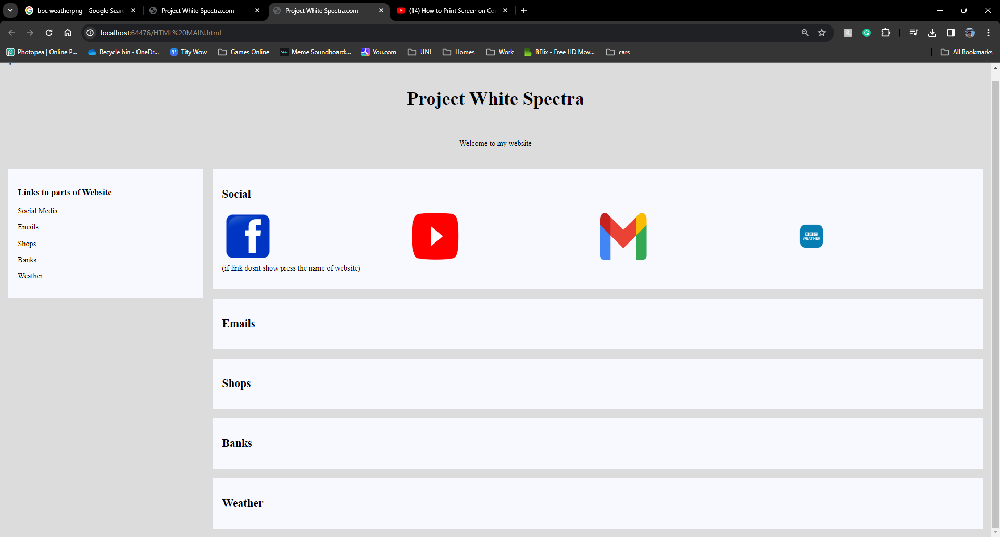 bbc weatherpng - Google Sear
Project White Spectra.com
Project White Spectra.com
(14) How to Print Screen on Co
localhost:64476/HTML%20MAIN.html
Photopea | Online P...
Recycle bin - OneDr...
Tity Wow
Games Online
Meme Soundboard:...
You.com
UNI
Homes
Work
BFlix - Free HD Mov...
cars
All Bookmarks
"
Project White Spectra
Welcome to my website
Links to parts of Website
Social Media
Emails
Shops
Banks
Weather
Social
f
M
BBC
WEATHER
(if link dosnt show press the name of website)
Emails
Shops
Banks
Weather